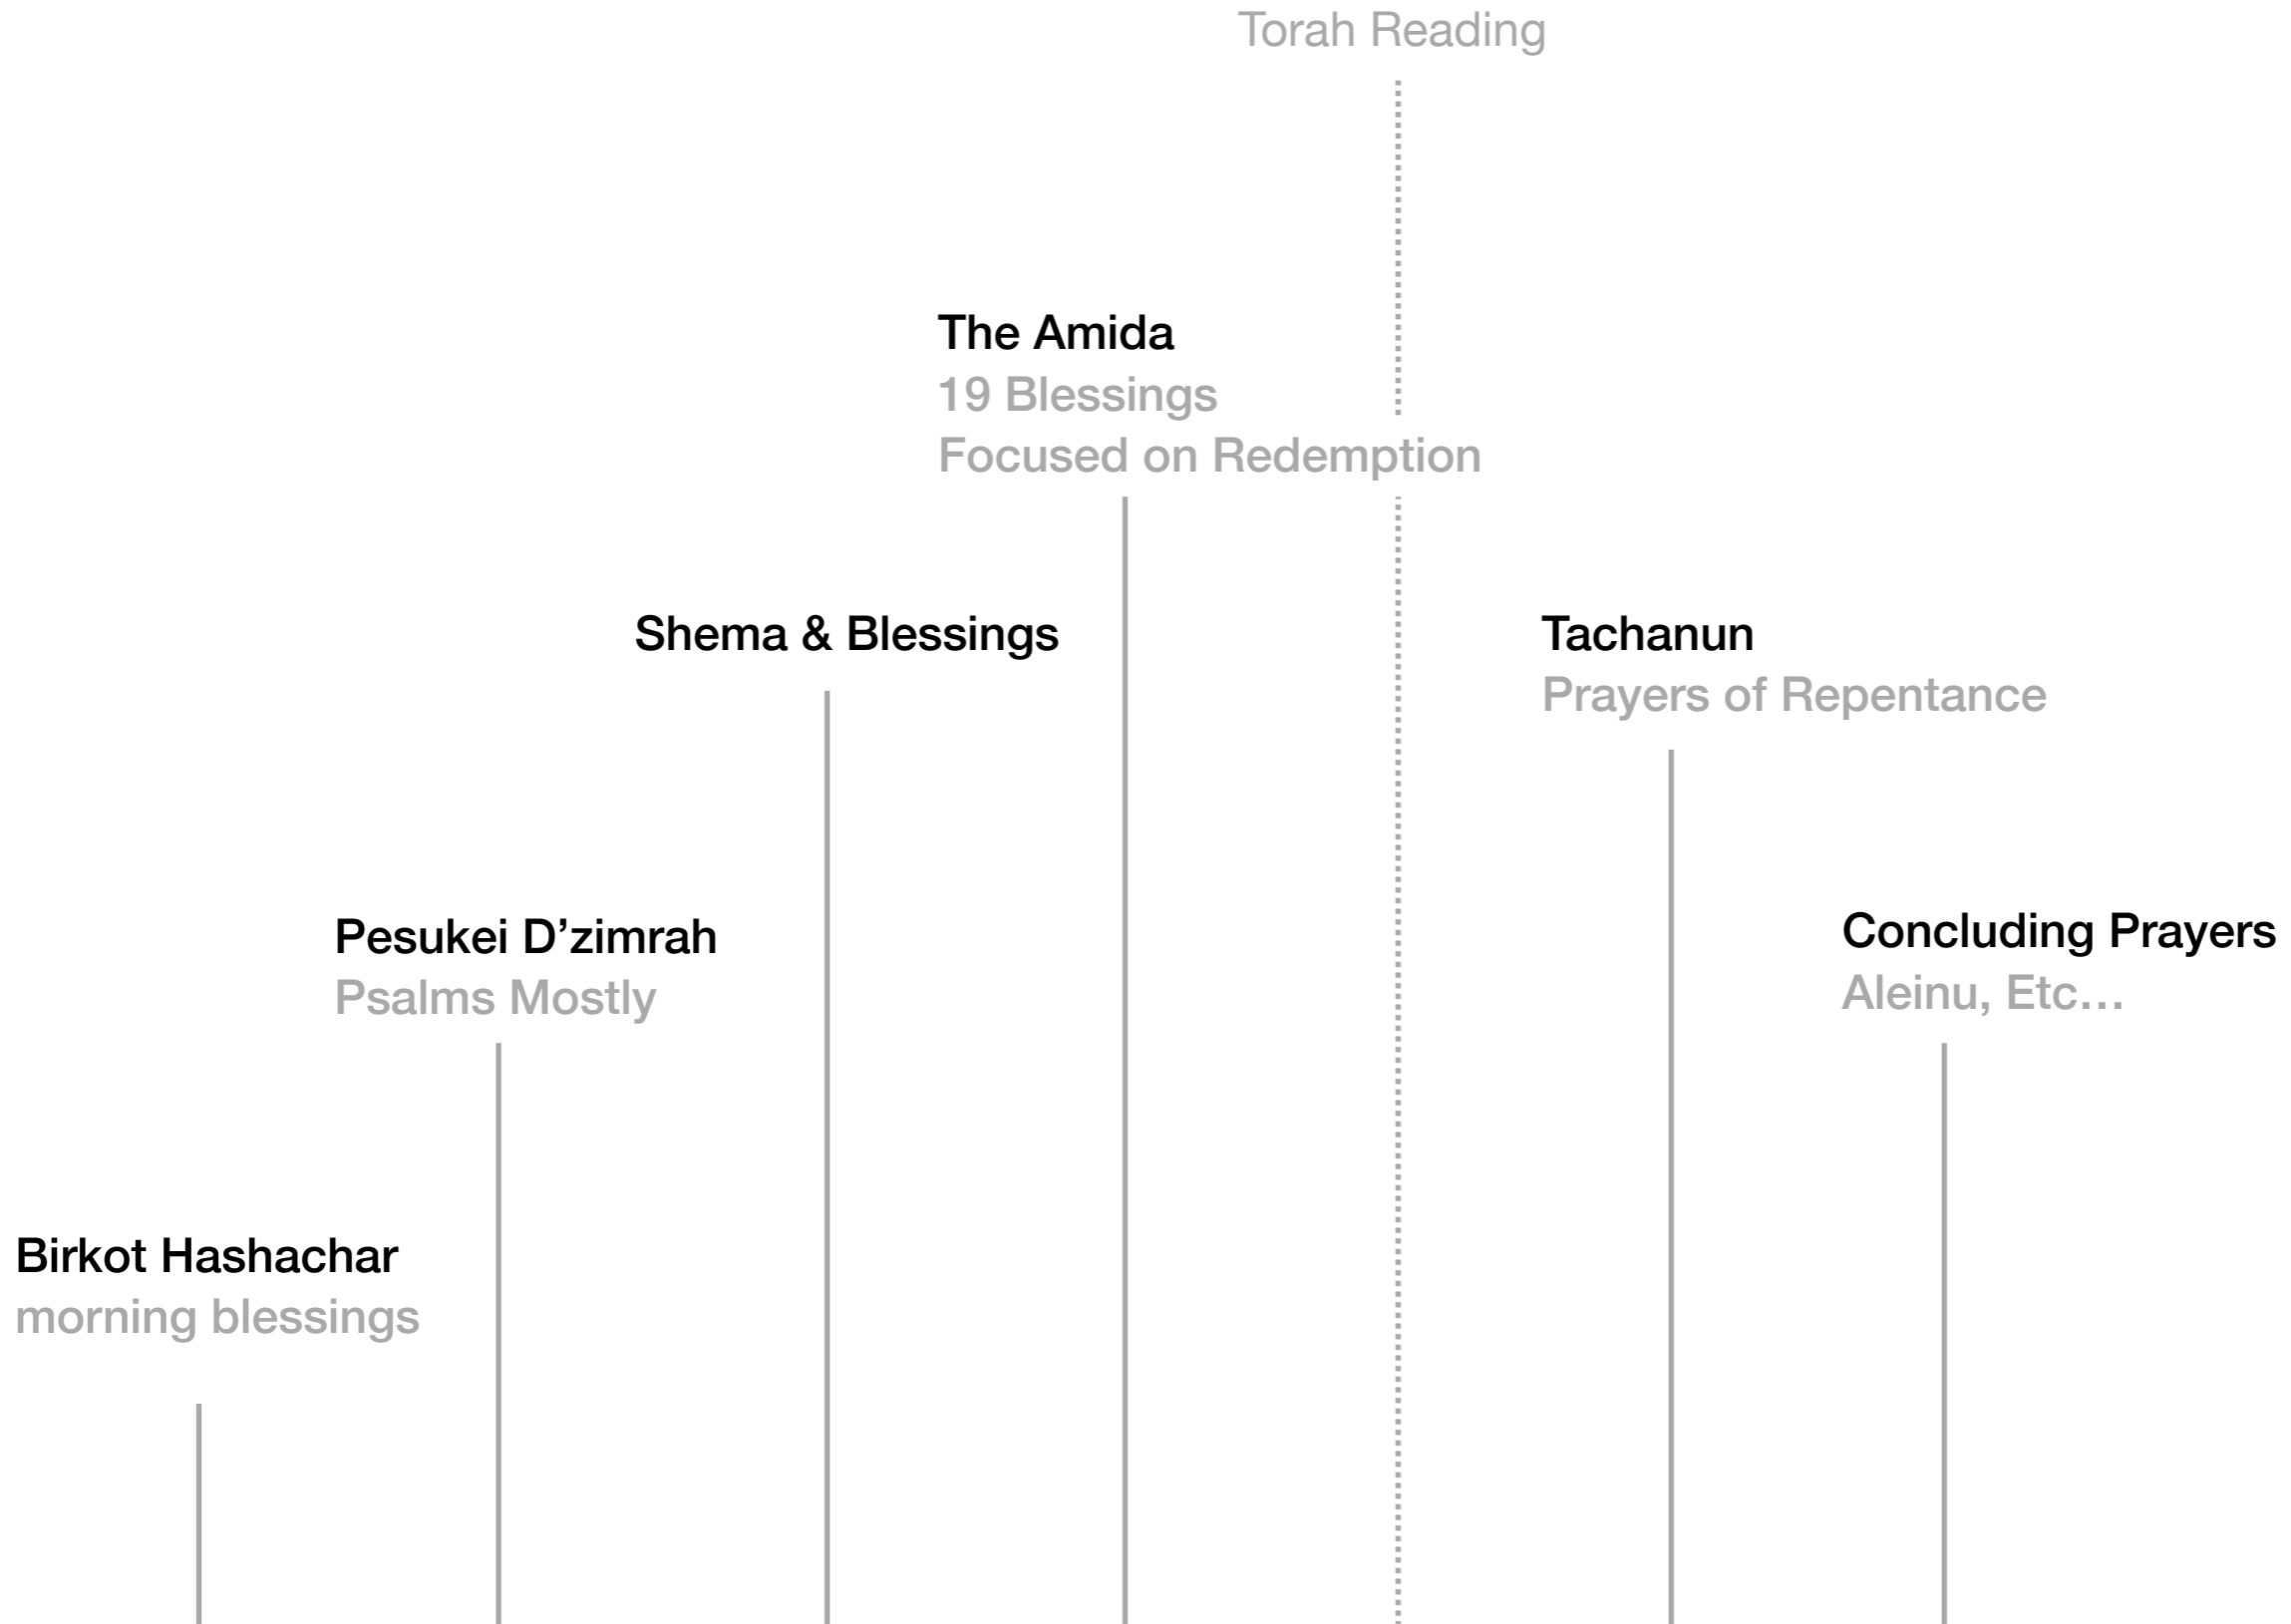 Torah Reading
The Amida
19 Blessings
Focused on Redemption
Shema & Blessings
Tachanun
Prayers of Repentance
Pesukei D’zimrah
Psalms Mostly
Concluding Prayers
Aleinu, Etc…
Birkot Hashachar
morning blessings